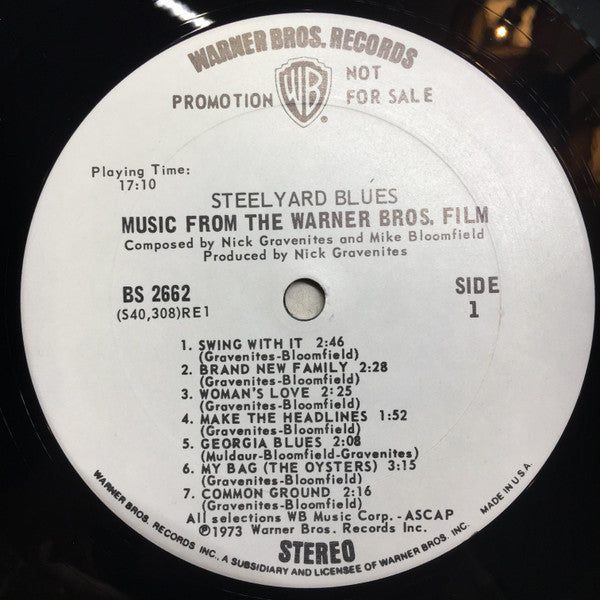 WARNER BROS. RECORDS
PROMOTION WB ® NOT FOR SALE
Playing Time:
17:10
STEELYARD BLUES
MUSIC FROM THE WARNER BROS. FILM
Composed by Nick Gravenites and Mike Bloomfield
Produced by Nick Gravenites
BS 2662
(S40,308)RE1
SIDE
1
1. SWING WITH IT 2:46
(Gravenites-Bloomfield)
2. BRAND NEW FAMILY 2:28
(Gravenites-Bloomfield)
3. WOMAN'S LOVE 2:25
(Gravenites-Bloomfield)
4. MAKE THE HEADLINES 1:52
(Gravenites-Bloomfield)
5. GEORGIA BLUES 2:08
(Muldaur-Bloomfield-Gravenites)
6. MY BAG (THE OYSTERS) 3:15
(Gravenites-Bloomfield)
7. COMMON GROUND 2:16
(Gravenites-Bloomfield)
All selections WB Music Corp. -ASCAP
℗1973 Warner Bros. Records Inc.
STEREO
WARNER BROS. RECORDS INC., A SUBSIDIARY AND LICENSEE OF WARNER BROS. INC. MADE IN U.S.A.